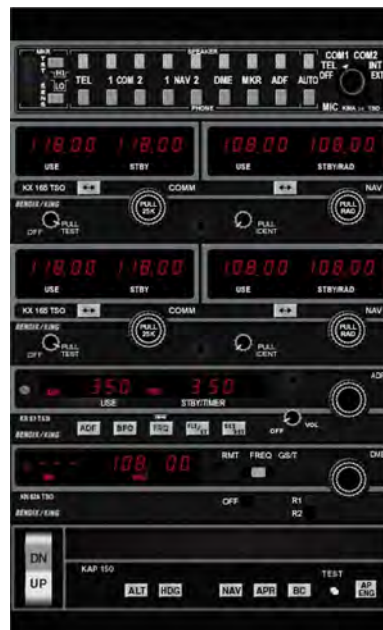 MKR SPEAKER COM1 COM2
TEL INT
HI TEL 1 COM 2 1 NAV 2 DME MKR ADF AUTO OFF EXT
LO
PHONE MIC
118.00 118.00 108.00 108.00
USE STBY USE STBY/RAD
KX 165 TSO COMM NAV
BENDIX/KING PULL 25K PULL RAD
OFF PULL TEST PULL IDENT
118.00 118.00 108.00 108.00
USE STBY USE STBY/RAD
KX 165 TSO COMM NAV
BENDIX/KING PULL 25K PULL RAD
OFF PULL TEST PULL IDENT
350 350 ADF
USE STBY/TIMER
BENDIX/KING ADF BFO FRQ OFF VOL
--- 108 00 RMT FREQ GS/T DME
BENDIX/KING OFF R1
R2
DN
UP KAP 150 TEST
ALT HDG NAV APR BC AP ENG